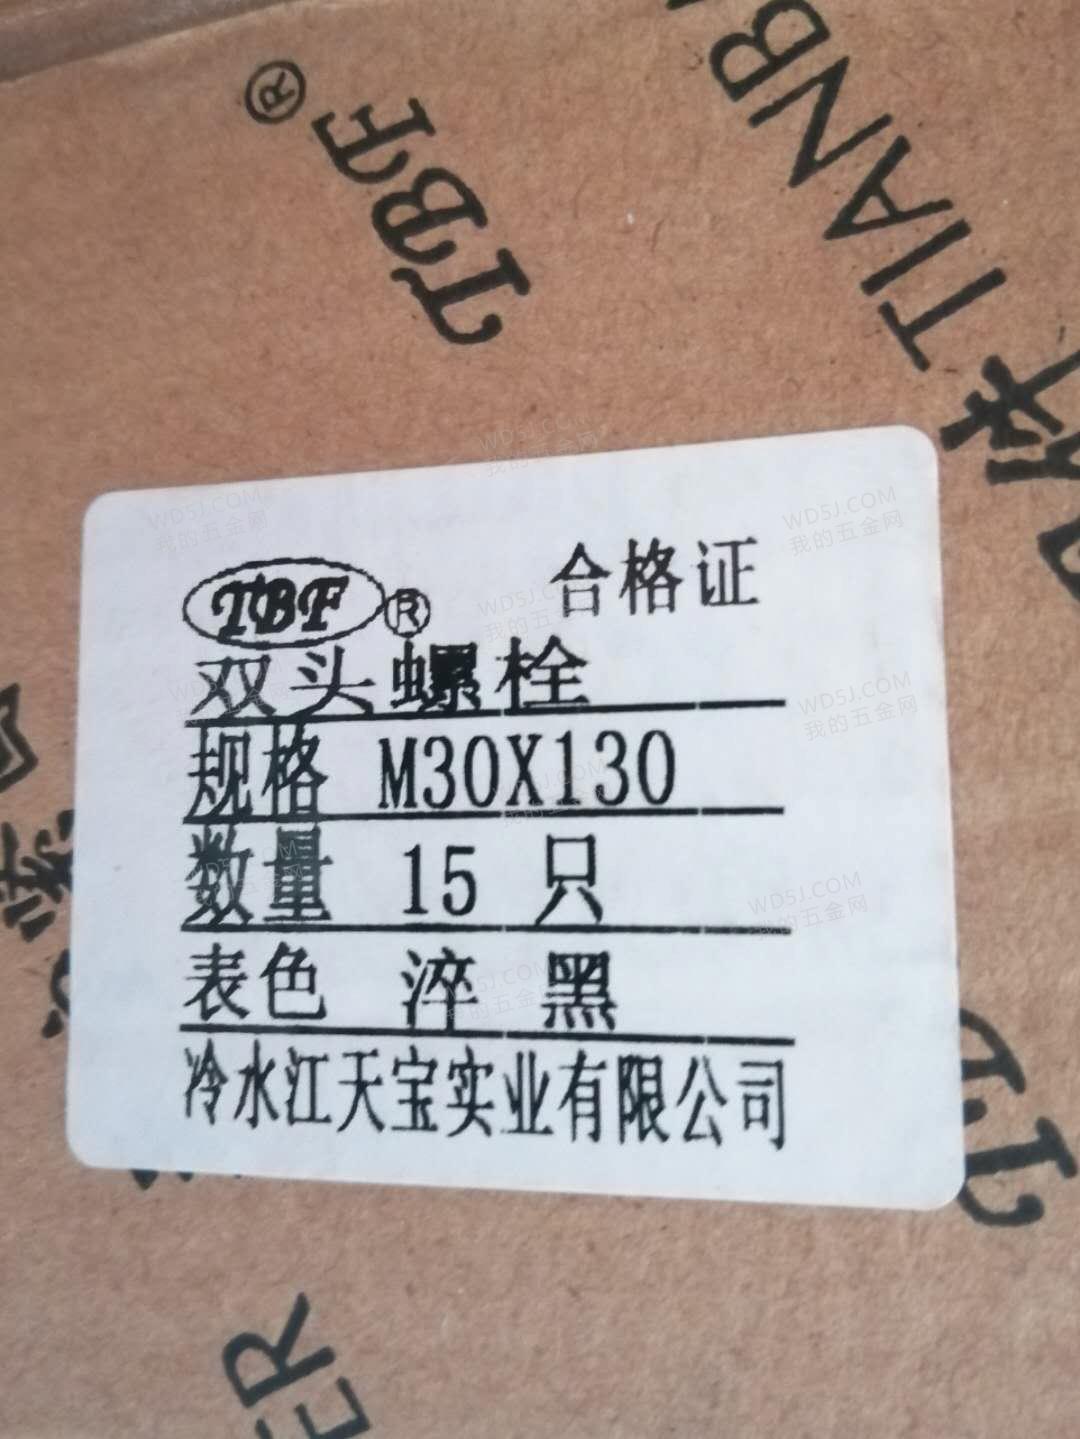 TBF®
TIANB
TBF® 合格证
双头螺栓
规格 M30X130
数量 15 只
表色 淬 黑
冷水江天宝实业有限公司
ER
WD5J.COM
我的五金网